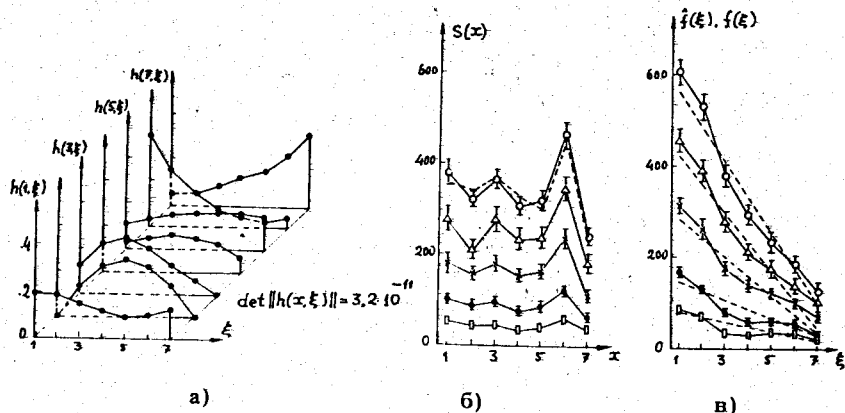 h(1,ξ)
h(3,ξ)
h(5,ξ)
h(7,ξ)
.4
.2
0
1
3
5
7
ξ
det‖h(x,ξ)‖=3,2·10⁻¹¹
а)
S(x)
600
400
200
0
1
3
5
7
x
б)
f̂(ξ), f(ξ)
600
400
200
0
1
3
5
7
ξ
в)